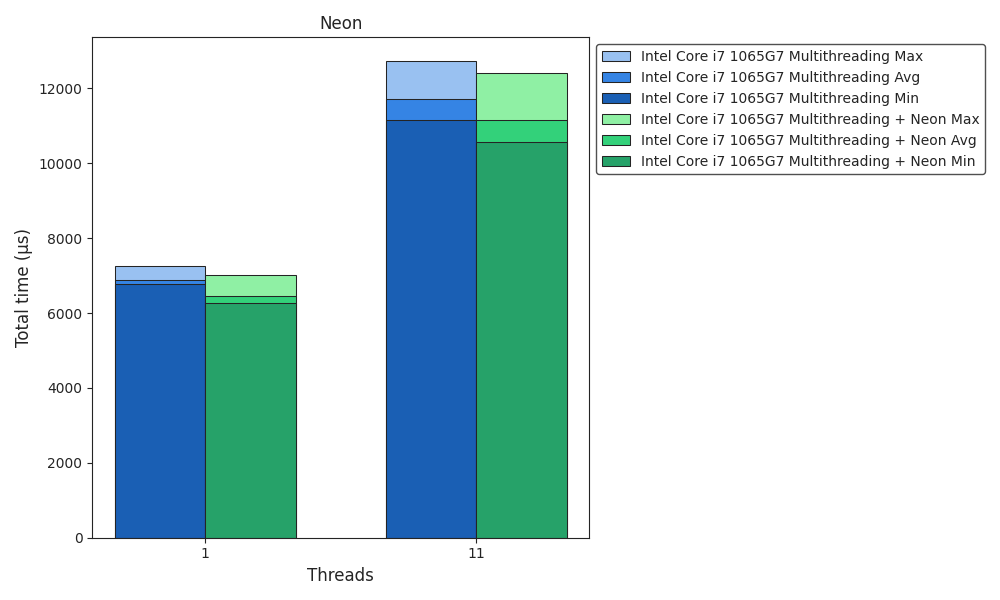 Neon
Intel Core i7 1065G7 Multithreading Max
Intel Core i7 1065G7 Multithreading Avg
Intel Core i7 1065G7 Multithreading Min
Intel Core i7 1065G7 Multithreading + Neon Max
Intel Core i7 1065G7 Multithreading + Neon Avg
Intel Core i7 1065G7 Multithreading + Neon Min
Total time (µs)
12000
10000
8000
6000
4000
2000
0
1
11
Threads